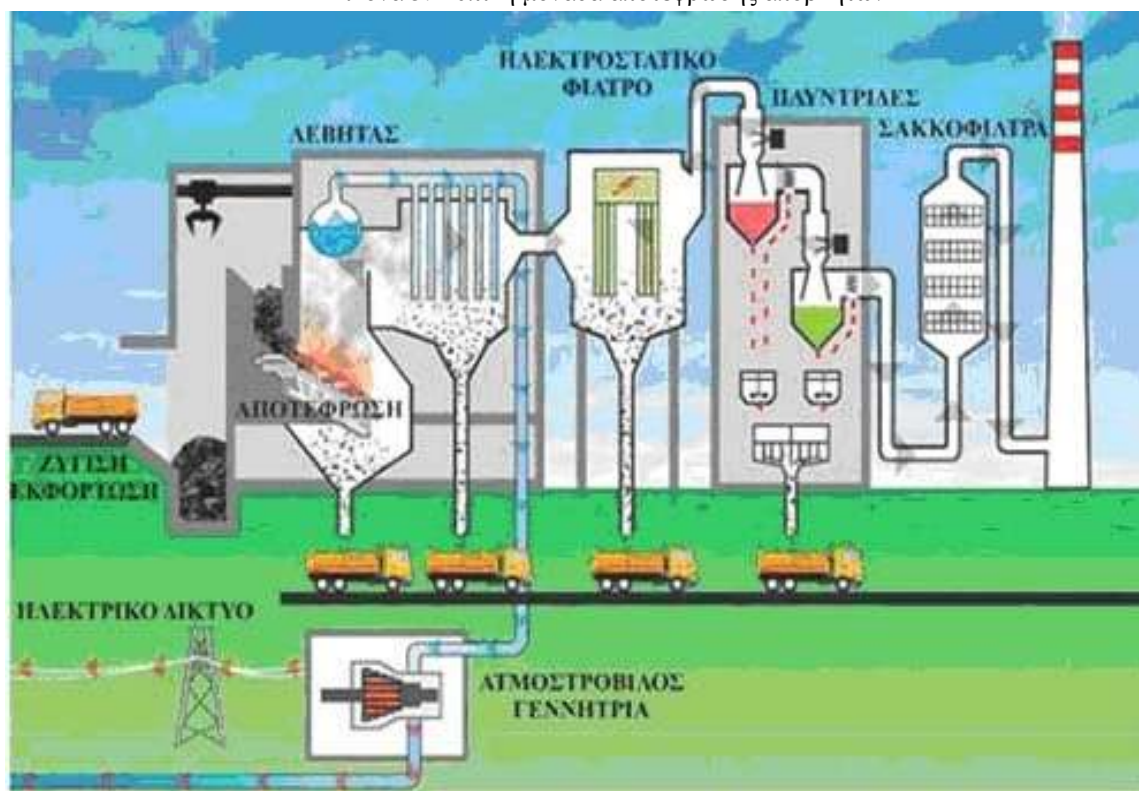 ΗΛΕΚΤΡΟΣΤΑΤΙΚΟ
ΦΙΛΤΡΟ
ΠΛΥΝΤΡΙΔΕΣ
ΣΑΚΚΟΦΙΛΤΡΑ
ΛΕΒΗΤΑΣ
ΑΠΟΤΕΦΡΩΣΗ
ΖΥΓΙΣΗ
ΕΚΦΟΡΤΩΣΗ
ΗΛΕΚΤΡΙΚΟ ΔΙΚΤΥΟ
ΑΤΜΟΣΤΡΟΒΙΛΟΣ
ΓΕΝΝΗΤΡΙΑ